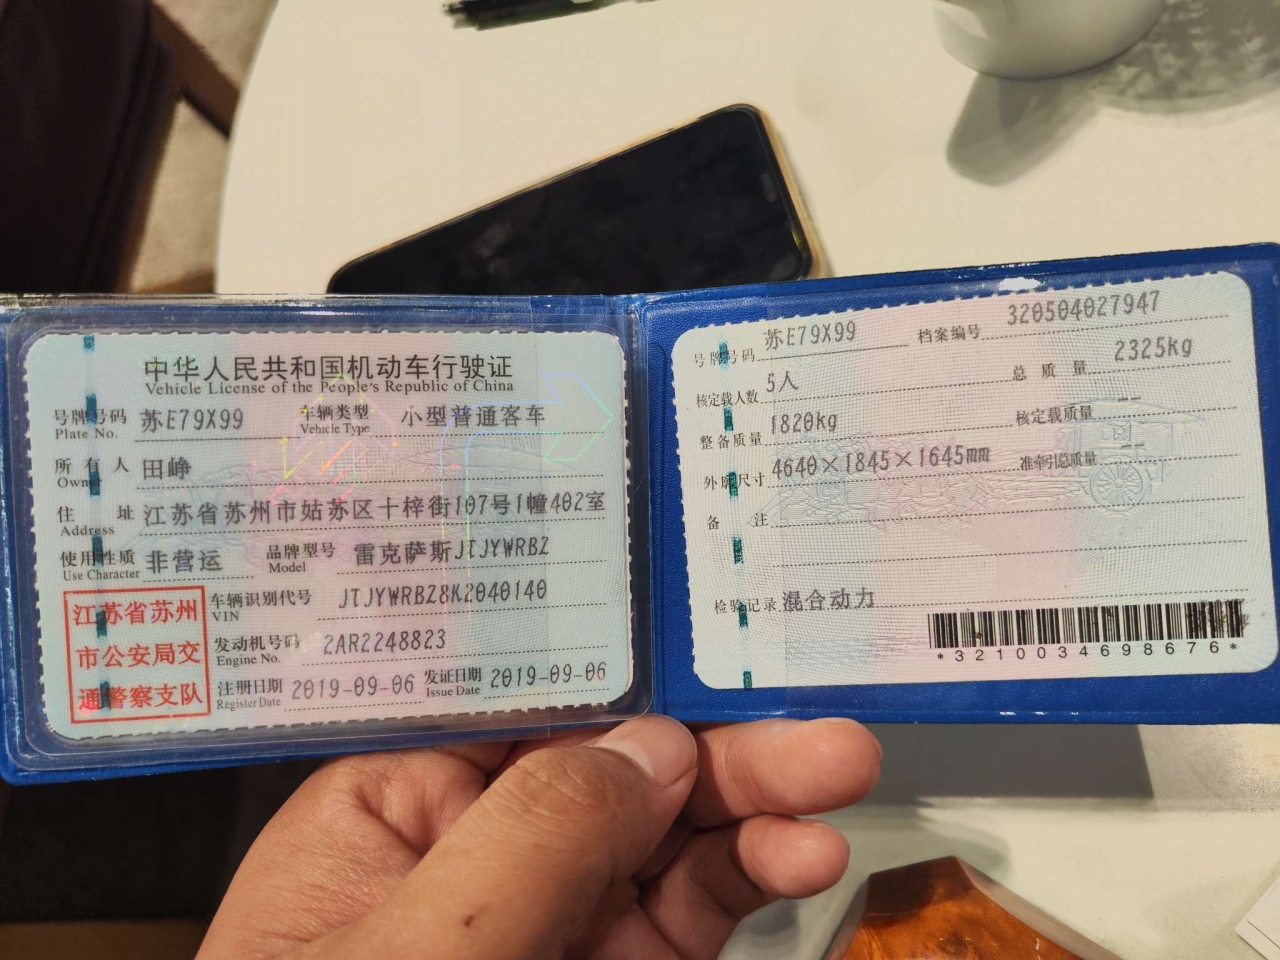 中华人民共和国机动车行驶证
Vehicle License of the People's Republic of China
号牌号码 苏E79X99 车辆类型 小型普通客车
Plate No. Vehicle Type
所有人 田峥
Owner
住址 江苏省苏州市姑苏区十梓街107号1幢402室
Address
使用性质 非营运 品牌型号 雷克萨斯JTJYWRBZ
Use Character Model
江苏省苏州
市公安局交
通警察支队
车辆识别代号 JTJYWRBZ8K2040140
VIN
发动机号码 2AR2248823
Engine No.
注册日期 2019-09-06 发证日期 2019-09-06
Register Date Issue Date
号牌号码 苏E79X99 档案编号 320504027947
核定载人数 5人 总质量 2325kg
整备质量 1820kg 核定载质量 --
外廓尺寸 4640×1845×1645mm 准牵引总质量 --
备注
检验记录 混合动力
*3210034698676*